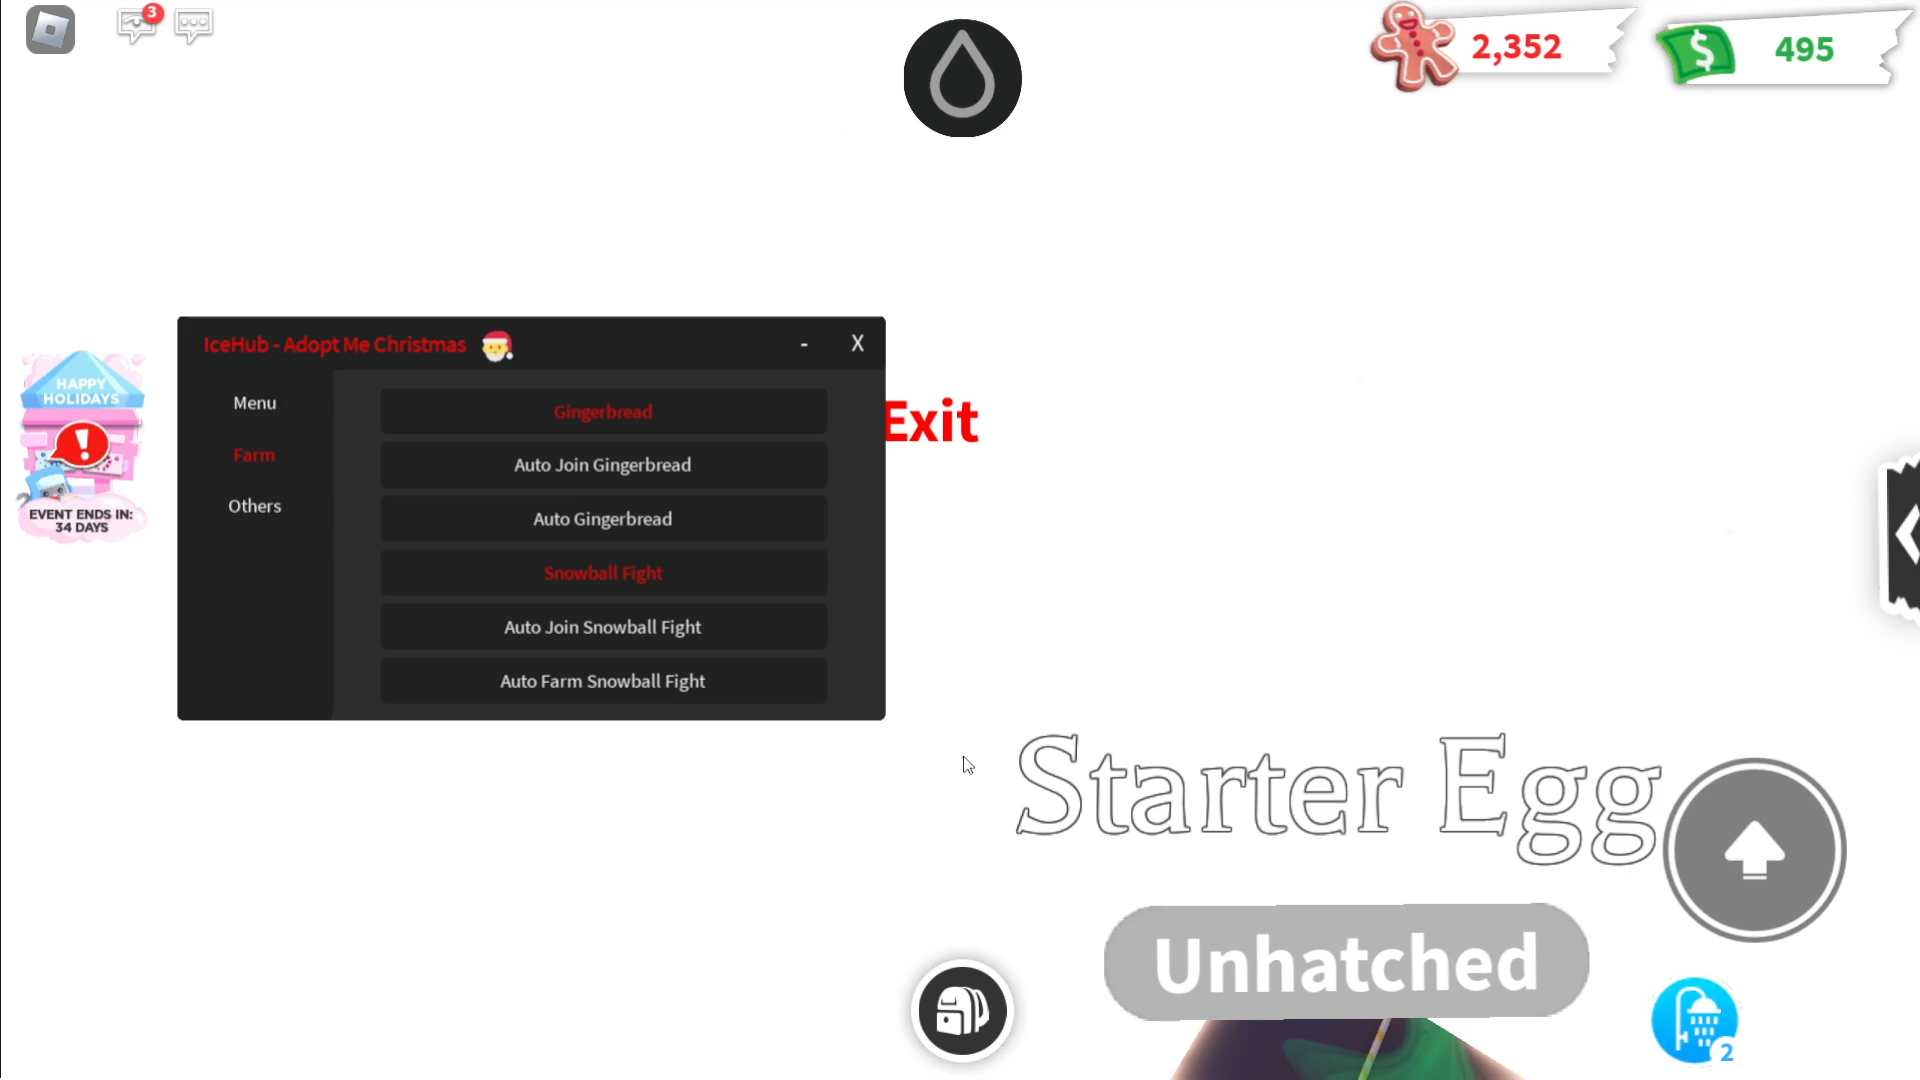 3
2,352
$ 495
IceHub - Adopt Me Christmas
- X
Menu
Farm
Others
Gingerbread
Auto Join Gingerbread
Auto Gingerbread
Snowball Fight
Auto Join Snowball Fight
Auto Farm Snowball Fight
Exit
HAPPY
HOLIDAYS
!
EVENT ENDS IN:
34 DAYS
Starter Egg
Unhatched
2